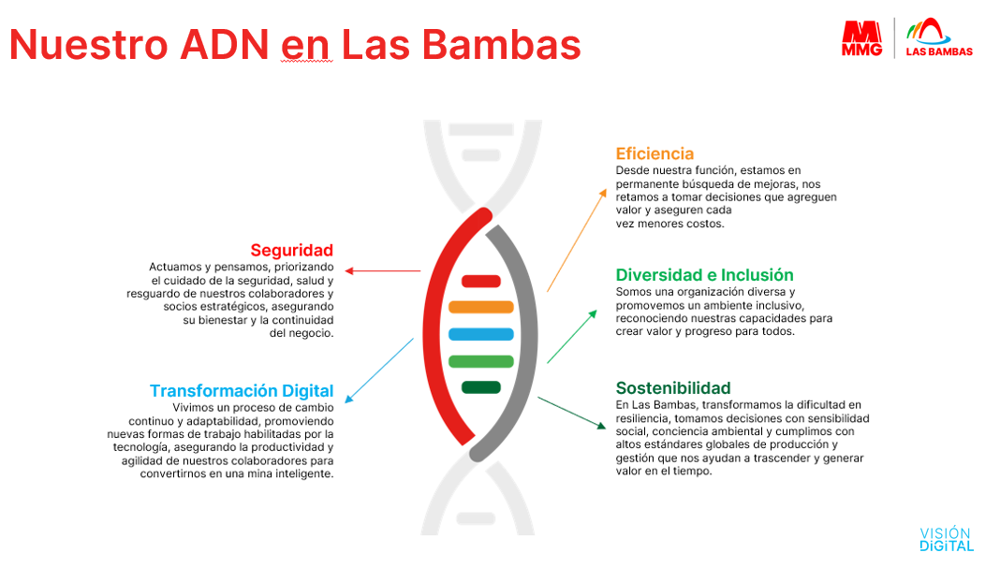 Nuestro ADN en Las Bambas
MMG
LAS BAMBAS
Seguridad
Actuamos y pensamos, priorizando
el cuidado de la seguridad, salud y
resguardo de nuestros colaboradores y
socios estratégicos, asegurando
su bienestar y la continuidad
del negocio.
Transformación Digital
Vivimos un proceso de cambio
continuo y adaptabilidad, promoviendo
nuevas formas de trabajo habilitadas por la
tecnología, asegurando la productividad y
agilidad de nuestros colaboradores para
convertirnos en una mina inteligente.
Eficiencia
Desde nuestra función, estamos en
permanente búsqueda de mejoras, nos
retamos a tomar decisiones que agreguen
valor y aseguren cada
vez menores costos.
Diversidad e Inclusión
Somos una organización diversa y
promovemos un ambiente inclusivo,
reconociendo nuestras capacidades para
crear valor y progreso para todos.
Sostenibilidad
En Las Bambas, transformamos la dificultad en
resiliencia, tomamos decisiones con sensibilidad
social, conciencia ambiental y cumplimos con
altos estándares globales de producción y
gestión que nos ayudan a trascender y generar
valor en el tiempo.
VISIÓN
DiGiTAL